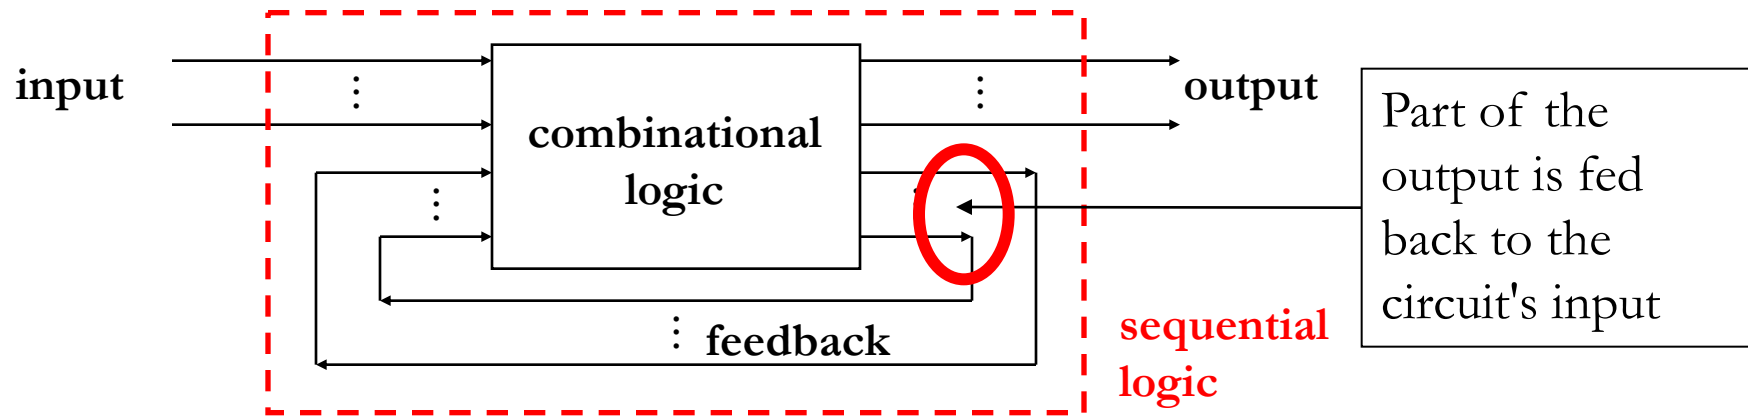 input
combinational
logic
output
feedback
sequential
logic
Part of the
output is fed
back to the
circuit's input